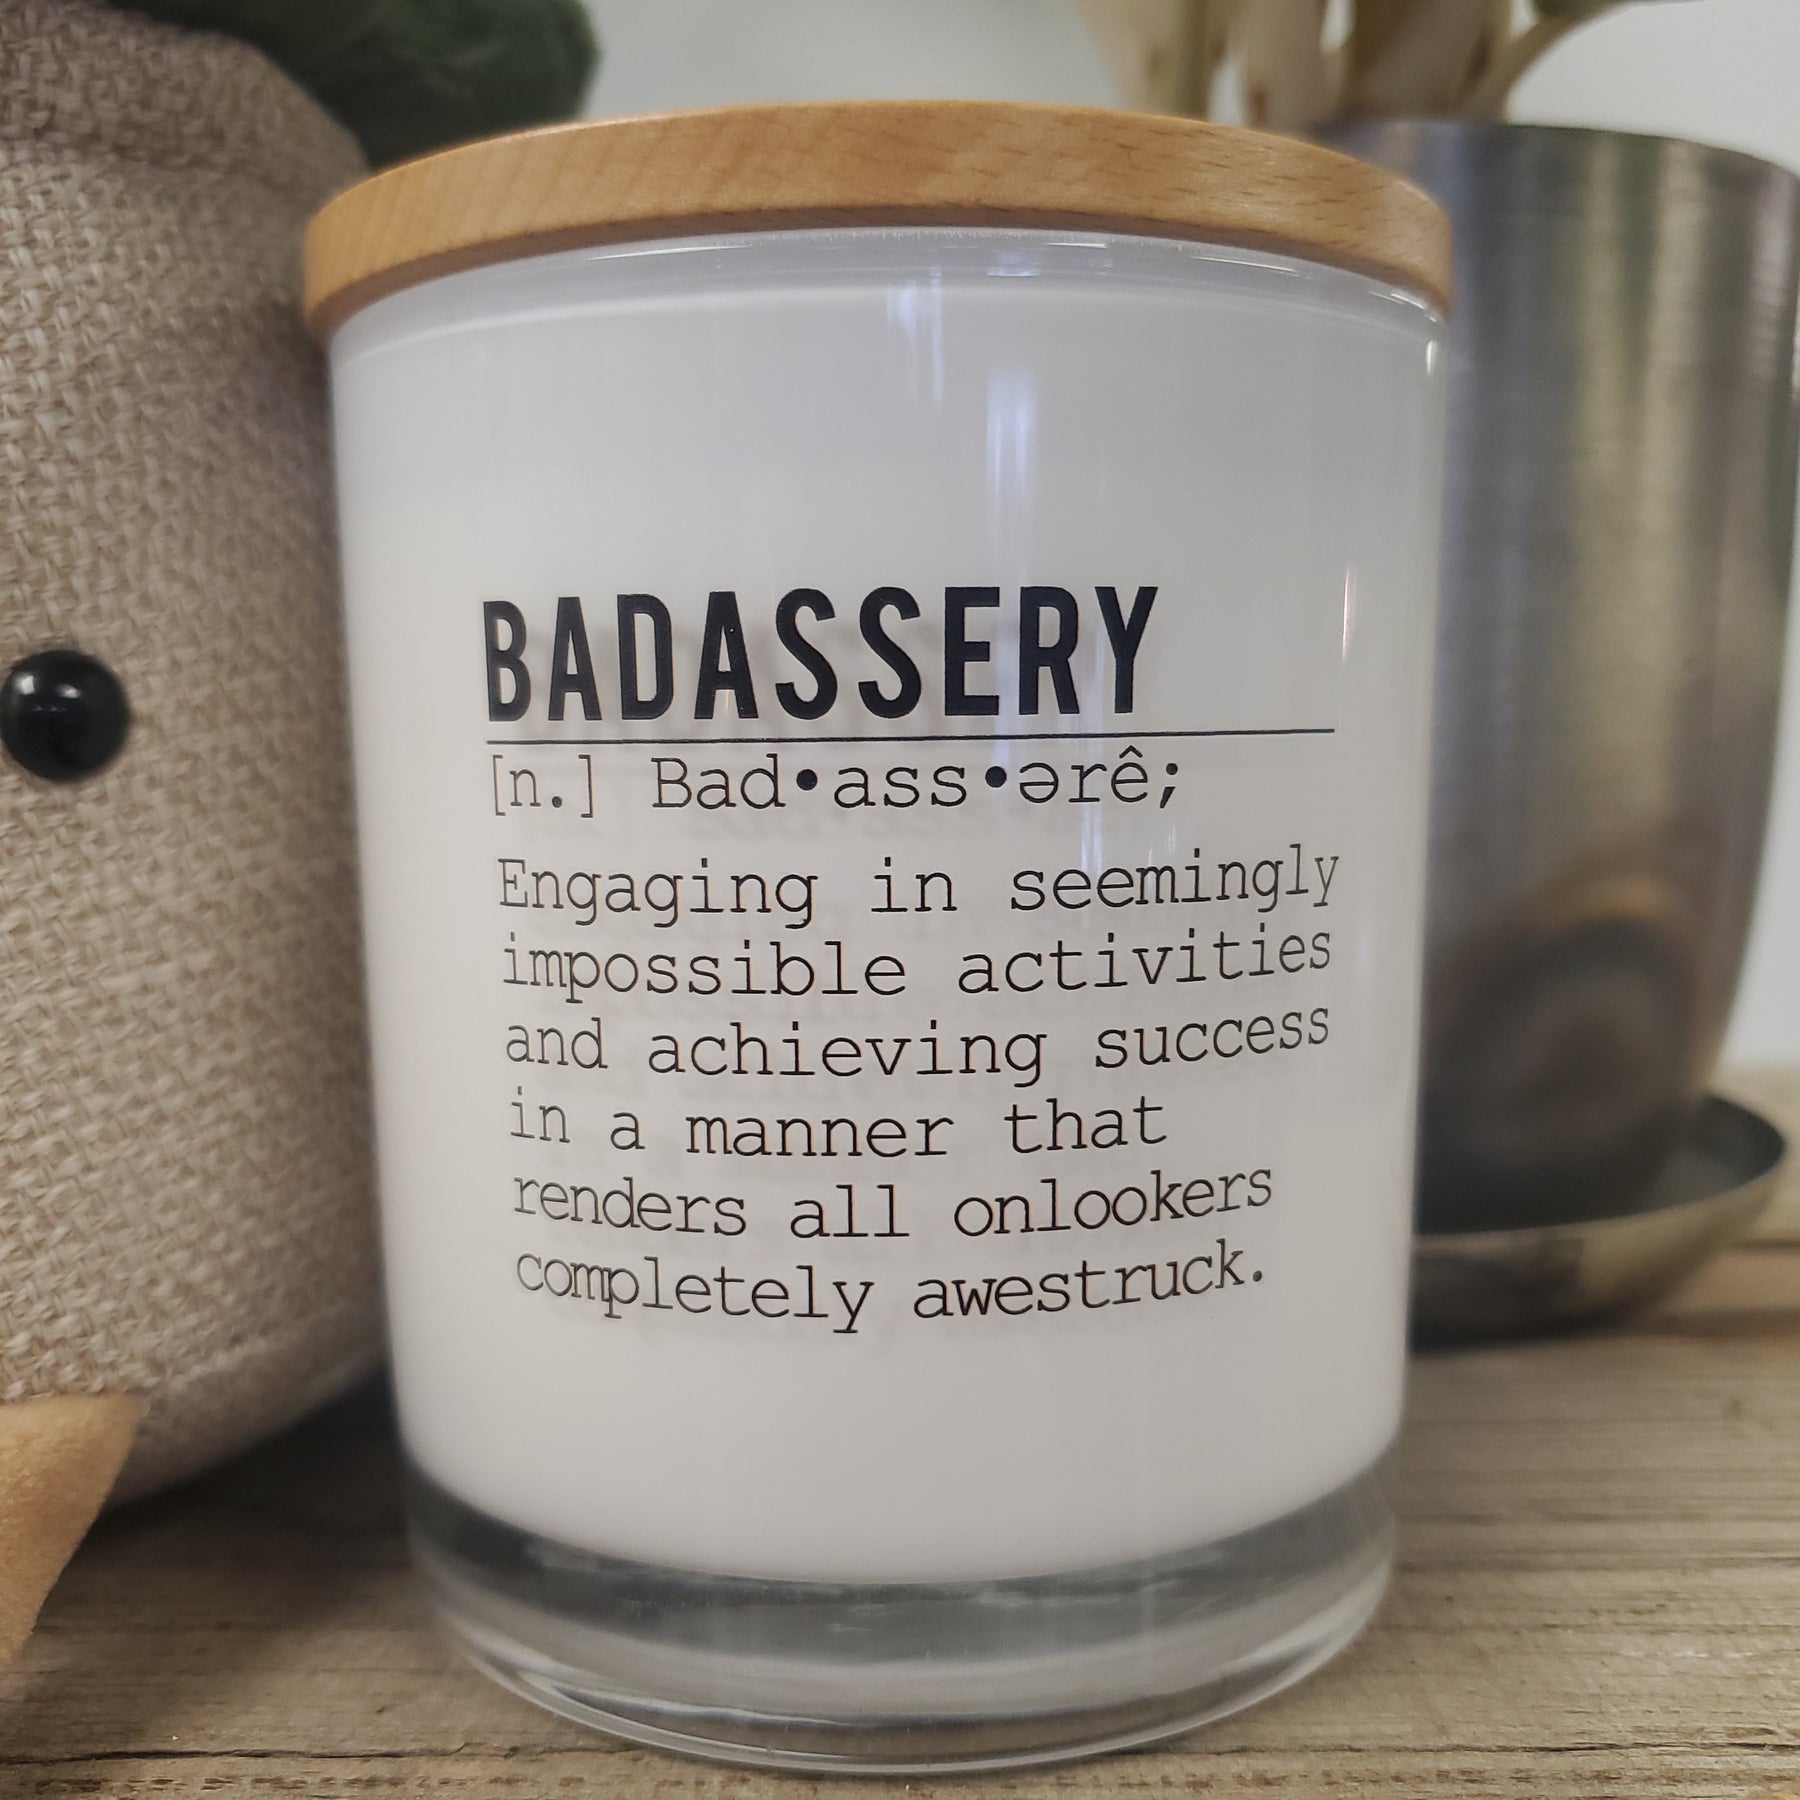 BADASSERY
[n.] Bad•ass•ərê;
Engaging in seemingly
impossible activities
and achieving success
in a manner that
renders all onlookers
completely awestruck.